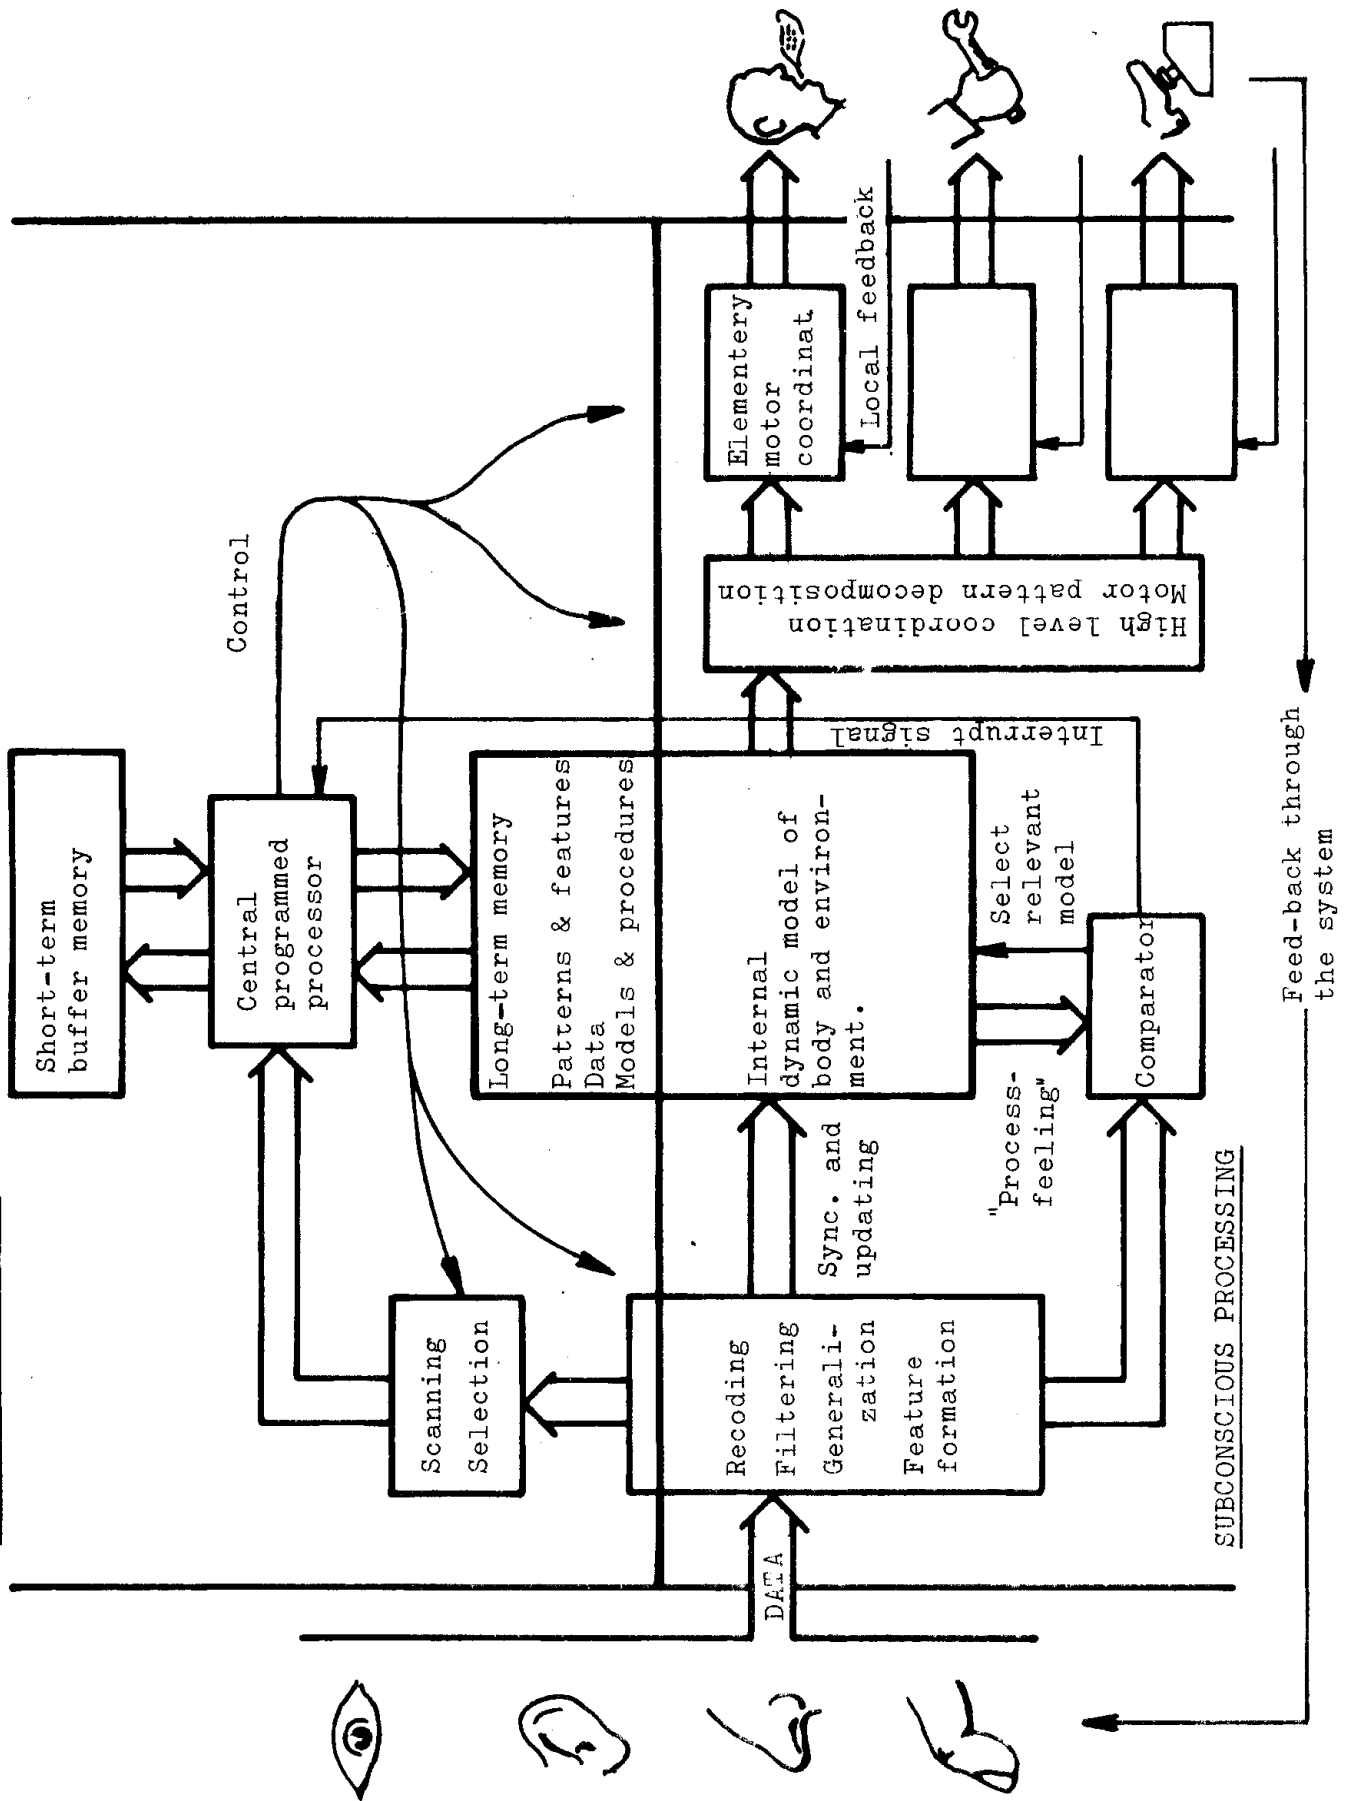 Short-term
buffer memory
Central
programmed
processor
Control
Scanning
Selection
Long-term memory
Patterns & features
Data
Models & procedures
Internal
dynamic model of
body and environ-
ment.
Interrupt signal
DATA
Recoding
Filtering
Generali-
zation
Feature
formation
Sync. and
updating
"Process-
feeling"
Select
relevant
model
Comparator
High level coordination
Motor pattern decomposition
Elementery
motor
coordinat.
Local feedback
SUBCONSCIOUS PROCESSING
Feed-back through
the system